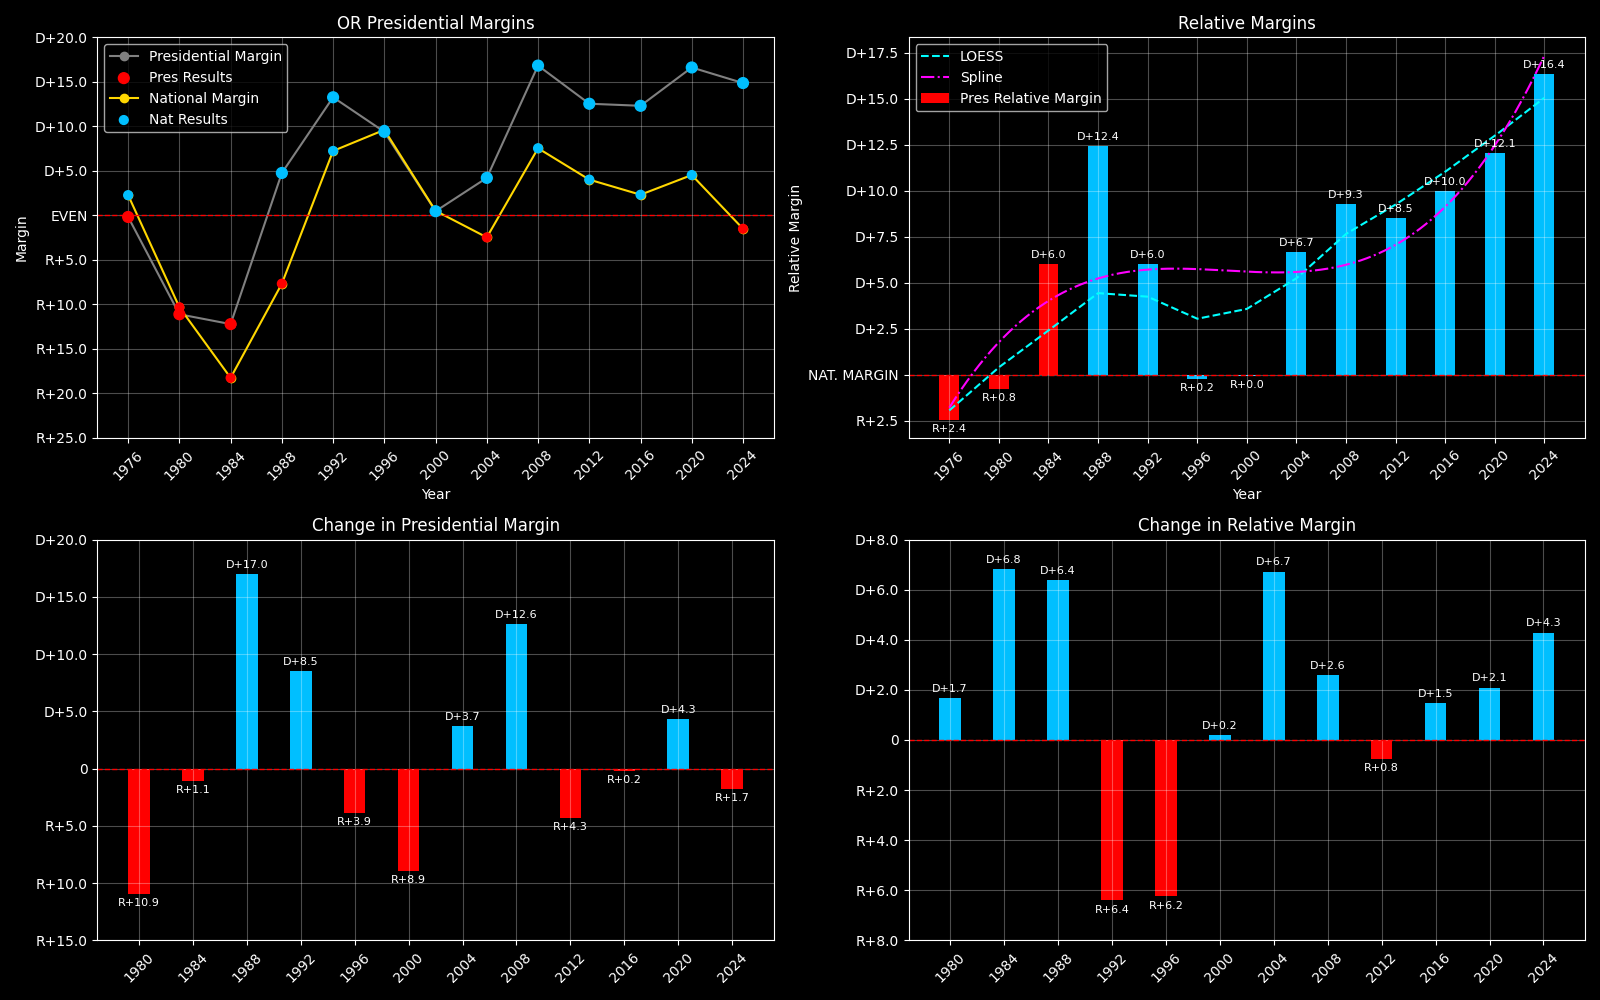 OR Presidential Margins
D+20.0
D+15.0
D+10.0
D+5.0
EVEN
R+5.0
R+10.0
R+15.0
R+20.0
R+25.0
Margin
Presidential Margin
Pres Results
National Margin
Nat Results
1976
1980
1984
1988
1992
1996
2000
2004
2008
2012
2016
2020
2024
Year
Relative Margins
D+17.5
D+15.0
D+12.5
D+10.0
D+7.5
D+5.0
D+2.5
NAT. MARGIN
R+2.5
Relative Margin
LOESS
Spline
Pres Relative Margin
R+2.4
R+0.8
D+6.0
D+12.4
D+6.0
R+0.2
R+0.0
D+6.7
D+9.3
D+8.5
D+10.0
D+12.1
D+16.4
1976
1980
1984
1988
1992
1996
2000
2004
2008
2012
2016
2020
2024
Year
Change in Presidential Margin
D+20.0
D+15.0
D+10.0
D+5.0
0
R+5.0
R+10.0
R+15.0
R+10.9
R+1.1
D+17.0
D+8.5
R+3.9
R+8.9
D+3.7
D+12.6
R+4.3
R+0.2
D+4.3
R+1.7
1980
1984
1988
1992
1996
2000
2004
2008
2012
2016
2020
2024
Change in Relative Margin
D+8.0
D+6.0
D+4.0
D+2.0
0
R+2.0
R+4.0
R+6.0
R+8.0
D+1.7
D+6.8
D+6.4
R+6.4
R+6.2
D+0.2
D+6.7
D+2.6
R+0.8
D+1.5
D+2.1
D+4.3
1980
1984
1988
1992
1996
2000
2004
2008
2012
2016
2020
2024